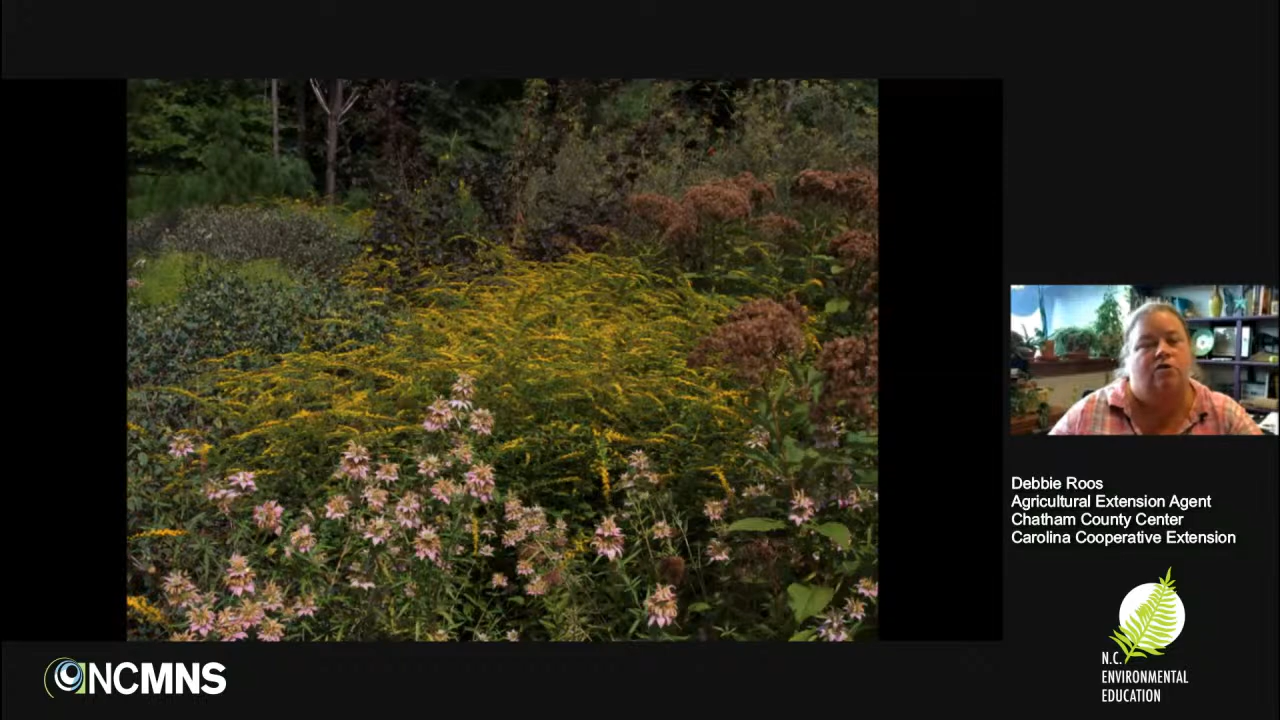 Debbie Roos
Agricultural Extension Agent
Chatham County Center
Carolina Cooperative Extension
NCMNS
N.C.
ENVIRONMENTAL
EDUCATION